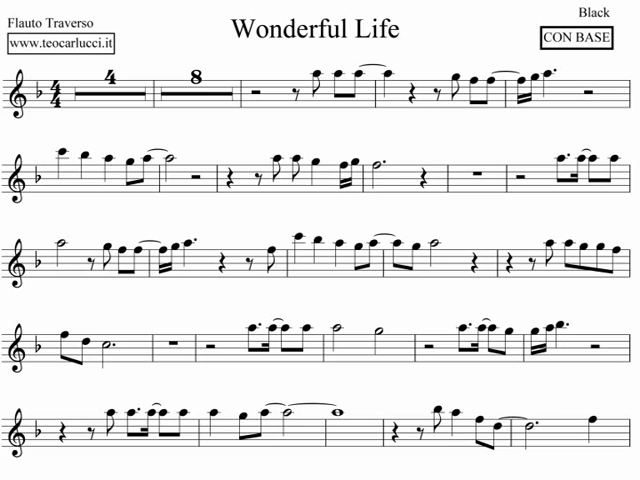 Flauto Traverso
Wonderful Life
Black
www.teocarlucci.it
CON BASE
4 8